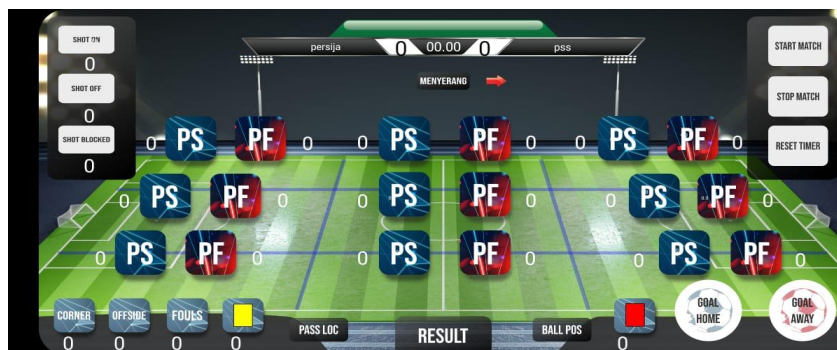 SHOT ON
0
SHOT OFF
0
SHOT BLOCKED
0
persija 0 00.00 0 pss
MENYERANG
START MATCH
STOP MATCH
RESET TIMER
0 PS PF 0 0 PS PF 0 0 PS PF 0
0 PS PF 0 0 PS PF 0 0 PS PF 0
0 PS PF 0 0 PS PF 0 0 PS PF 0
CORNER
0
OFFSIDE
0
FOULS
0
0
PASS LOC
RESULT
BALL POS
0
GOAL
HOME
GOAL
AWAY